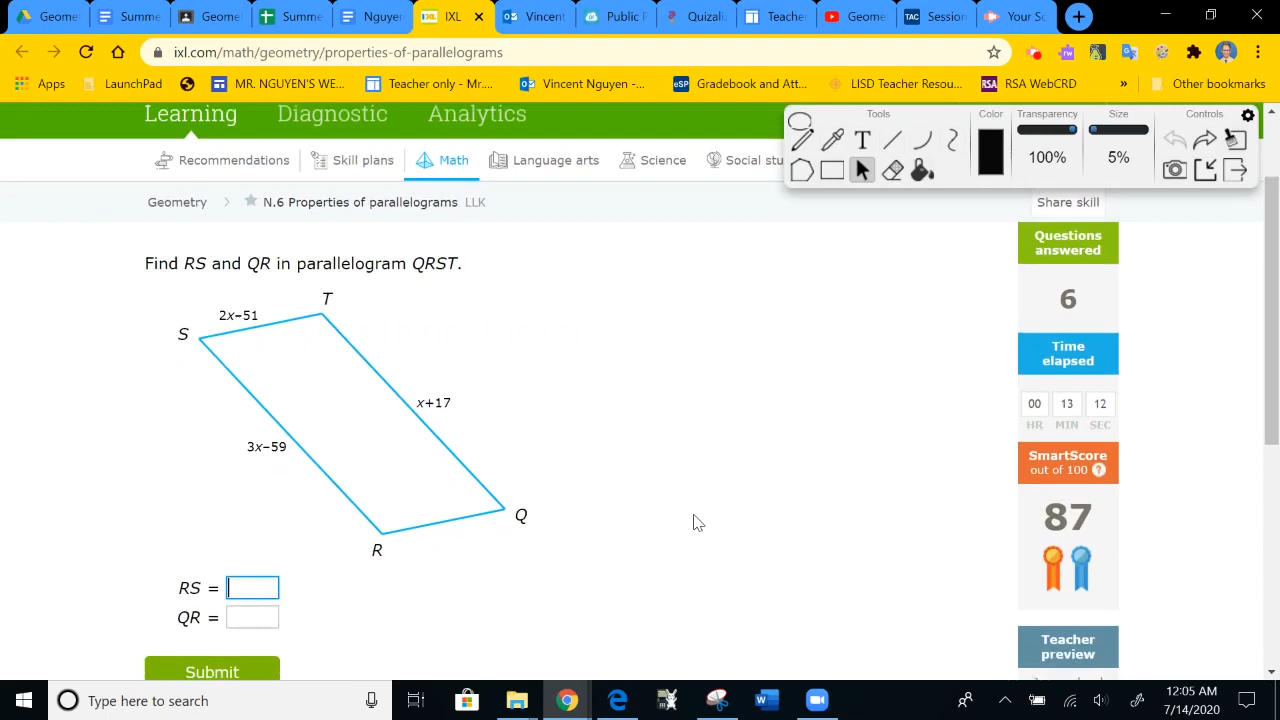 Geome
Summe
Geome
Summe
Nguyer
IXL
Vincent
Public P
Quizali
Teacher
Geome
TAC
Session
Your Sc
ixl.com/math/geometry/properties-of-parallelograms
Apps
LaunchPad
MR. NGUYEN'S WE...
Teacher only - Mr....
Vincent Nguyen -...
eSP
Gradebook and Att...
LISD Teacher Resou...
RSA
RSA WebCRD
»
Other bookmarks
Learning
Diagnostic
Analytics
Tools
Color
Transparency
Size
Controls
100%
5%
T
Recommendations
Skill plans
Math
Language arts
Science
Social stu
Geometry
N.6 Properties of parallelograms LLK
Share skill
Find RS and QR in parallelogram QRST.
T
2x–51
S
x+17
3x–59
Q
R
RS =
QR =
Submit
Questions
answered
6
Time
elapsed
00 13 12
HR MIN SEC
SmartScore
out of 100 ?
87
Teacher
preview
Type here to search
12:05 AM
7/14/2020